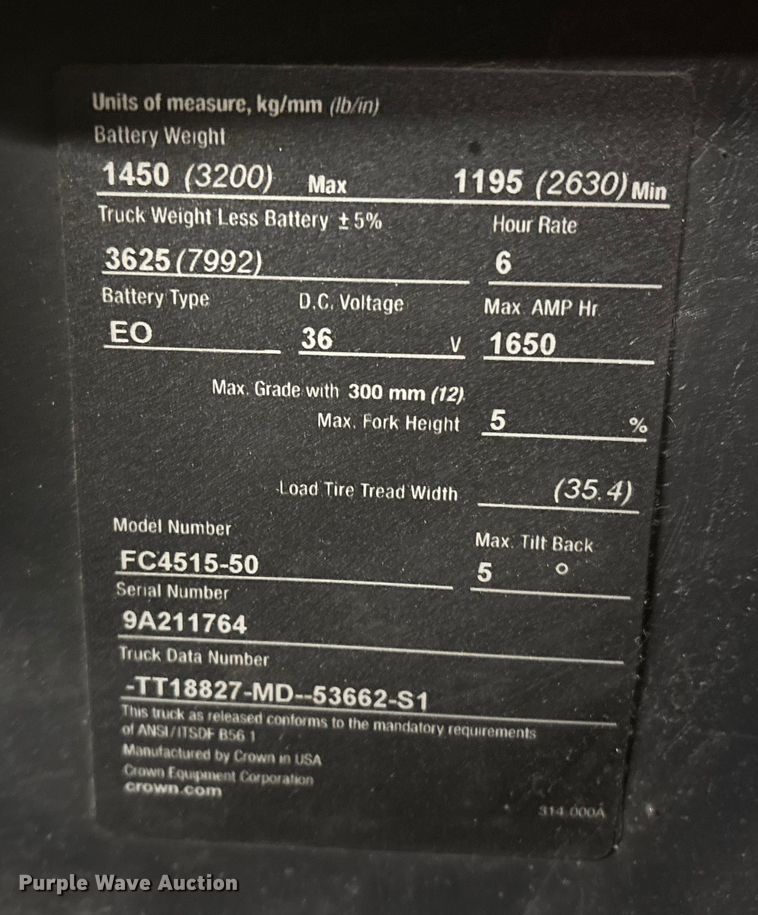 Units of measure, kg/mm (lb/in)
Battery Weight
1450 (3200) Max 1195 (2630) Min
Truck Weight Less Battery ±5% Hour Rate
3625 (7992) 6
Battery Type D.C. Voltage Max. AMP Hr
EO 36 V 1650
Max. Grade with 300 mm (12)
Max. Fork Height 5 %
Load Tire Tread Width (35.4)
Model Number Max. Tilt Back
FC4515-50 5 °
Serial Number
9A211764
Truck Data Number
-TT18827-MD--53662-S1
This truck as released conforms to the mandatory requirements
of ANSI/ITSDF B56.1
Manufactured by Crown in USA
Crown Equipment Corporation
crown.com
314 000A
Purple Wave Auction